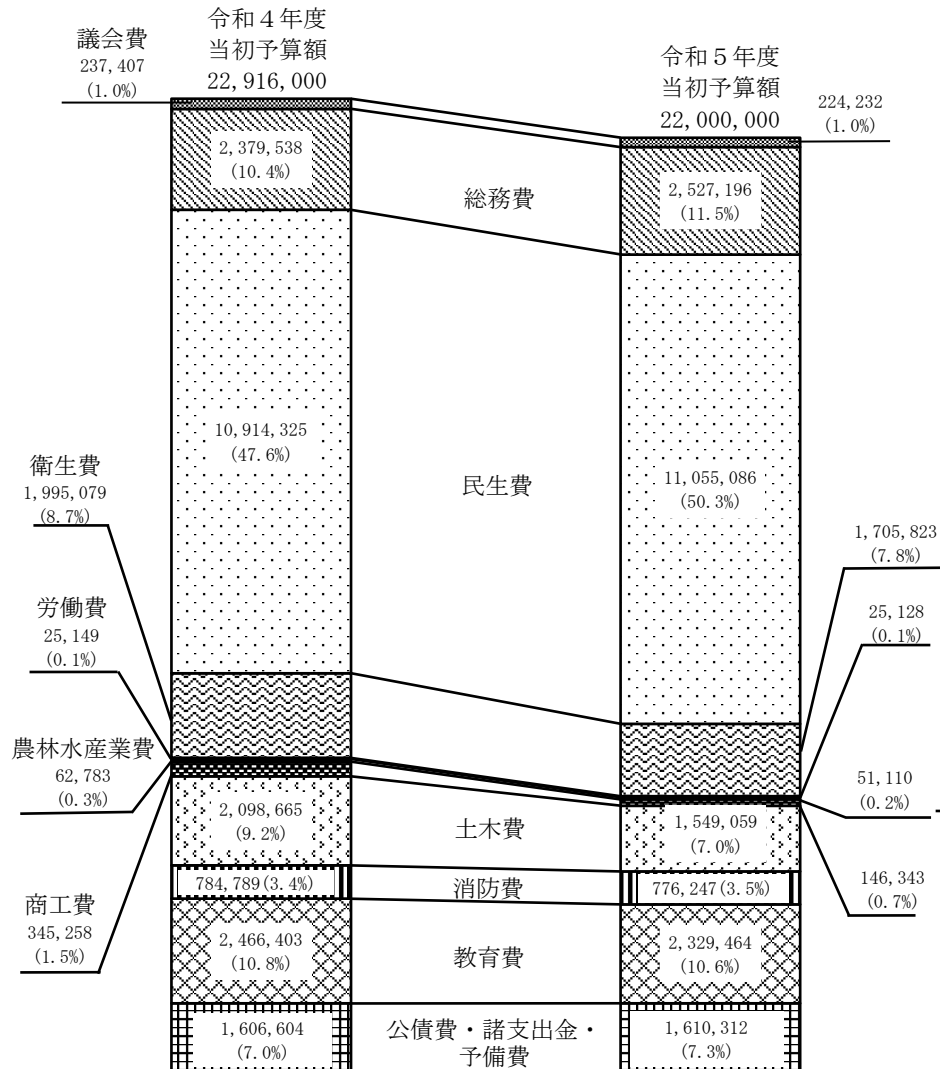 令和４年度
当初予算額
22,916,000
令和５年度
当初予算額
22,000,000
議会費
237,407
(1.0%)
224,232
(1.0%)
2,379,538
(10.4%)
総務費
2,527,196
(11.5%)
10,914,325
(47.6%)
民生費
11,055,086
(50.3%)
衛生費
1,995,079
(8.7%)
1,705,823
(7.8%)
労働費
25,149
(0.1%)
25,128
(0.1%)
農林水産業費
62,783
(0.3%)
51,110
(0.2%)
2,098,665
(9.2%)
土木費
1,549,059
(7.0%)
784,789(3.4%)
消防費
776,247(3.5%)
商工費
345,258
(1.5%)
146,343
(0.7%)
2,466,403
(10.8%)
教育費
2,329,464
(10.6%)
1,606,604
(7.0%)
公債費・諸支出金・
予備費
1,610,312
(7.3%)